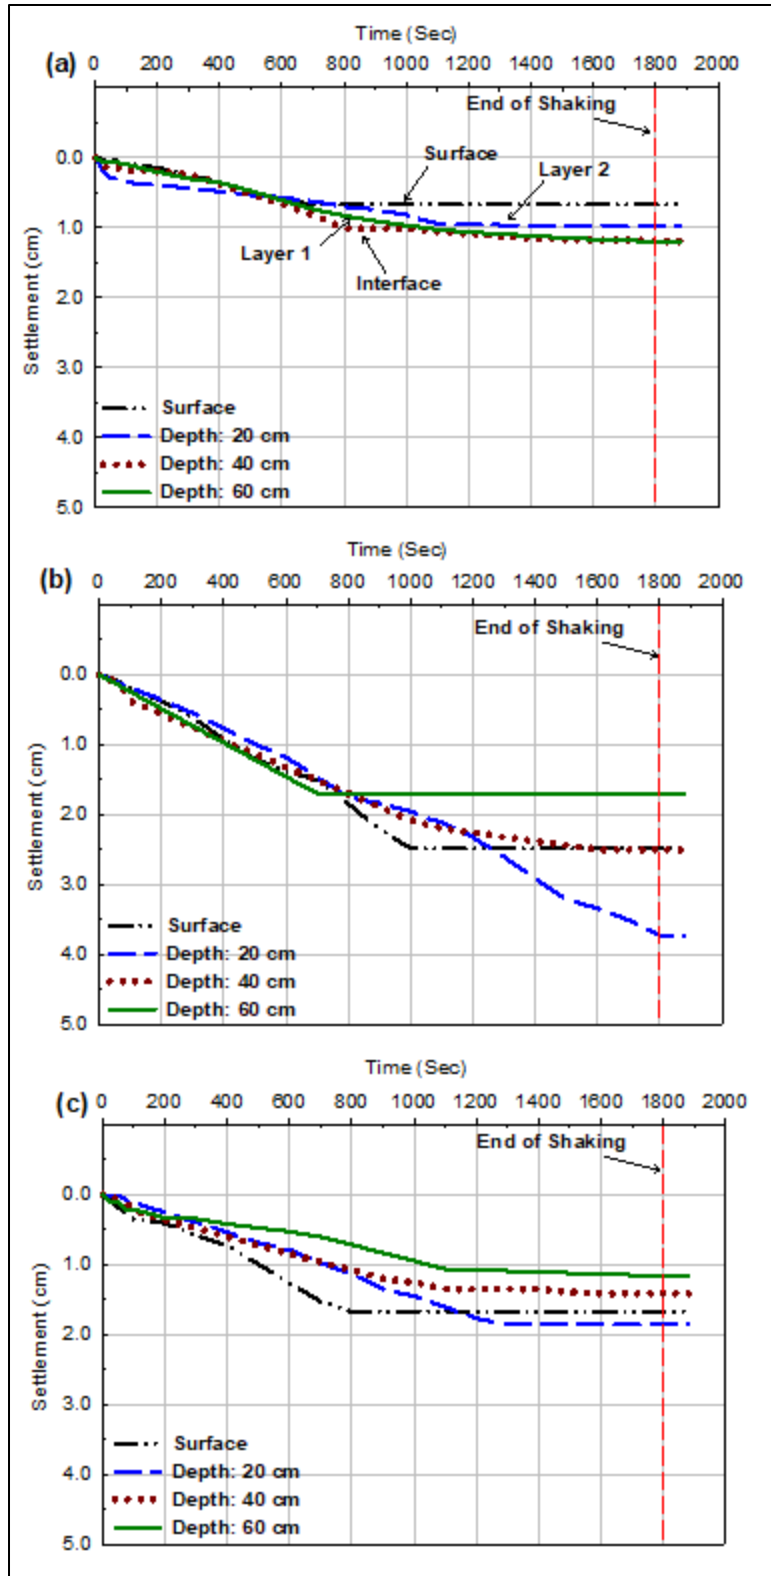 Time (Sec)
(a)
0 200 400 600 800 1000 1200 1400 1600 1800 2000
End of Shaking
Surface
Layer 2
0.0
1.0
Layer 1
Interface
2.0
3.0
4.0
5.0
Settlement (cm)
Surface
Depth: 20 cm
Depth: 40 cm
Depth: 60 cm
Time (Sec)
(b)
0 200 400 600 800 1000 1200 1400 1600 1800 2000
End of Shaking
0.0
1.0
2.0
3.0
4.0
5.0
Settlement (cm)
Surface
Depth: 20 cm
Depth: 40 cm
Depth: 60 cm
Time (Sec)
(c)
0 200 400 600 800 1000 1200 1400 1600 1800 2000
End of Shaking
0.0
1.0
2.0
3.0
4.0
5.0
Settlement (cm)
Surface
Depth: 20 cm
Depth: 40 cm
Depth: 60 cm